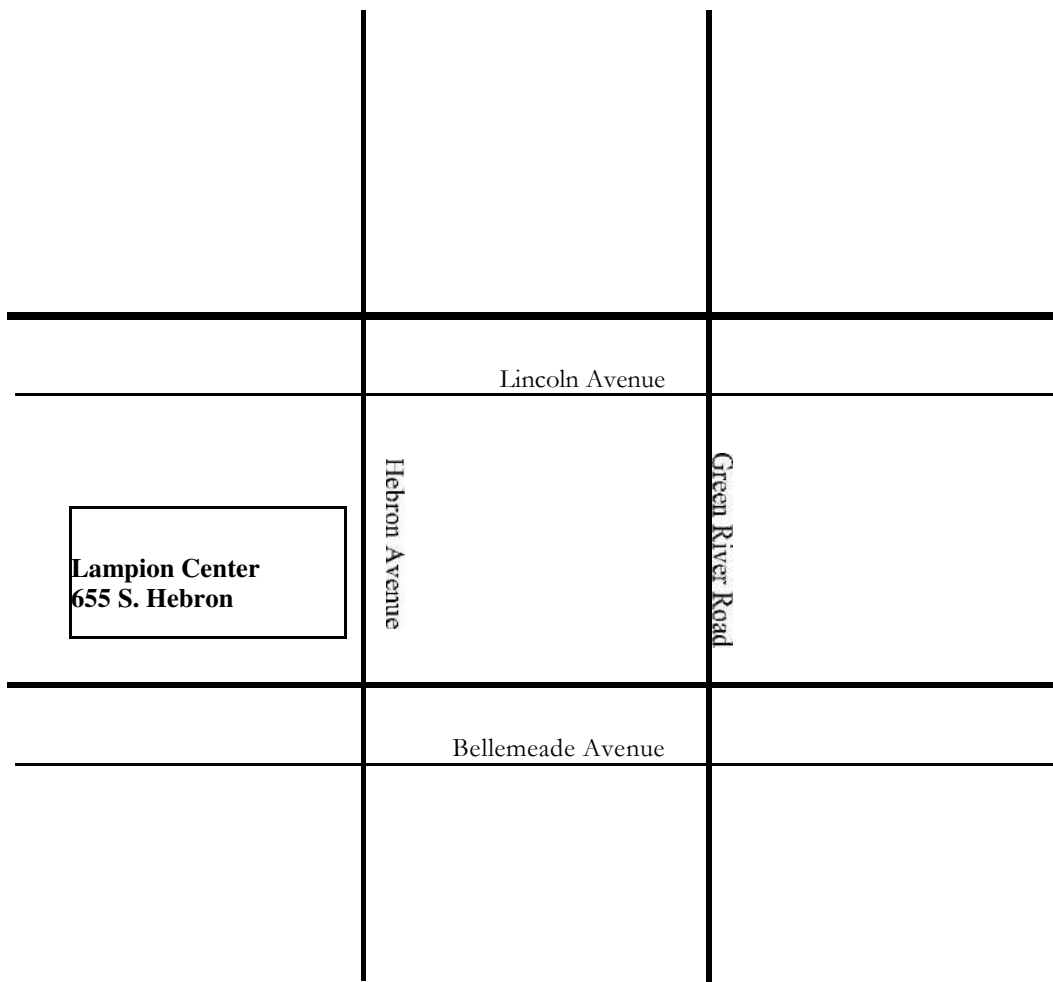 Lincoln Avenue
Hebron Avenue
Green River Road
Lampion Center
655 S. Hebron
Bellemeade Avenue